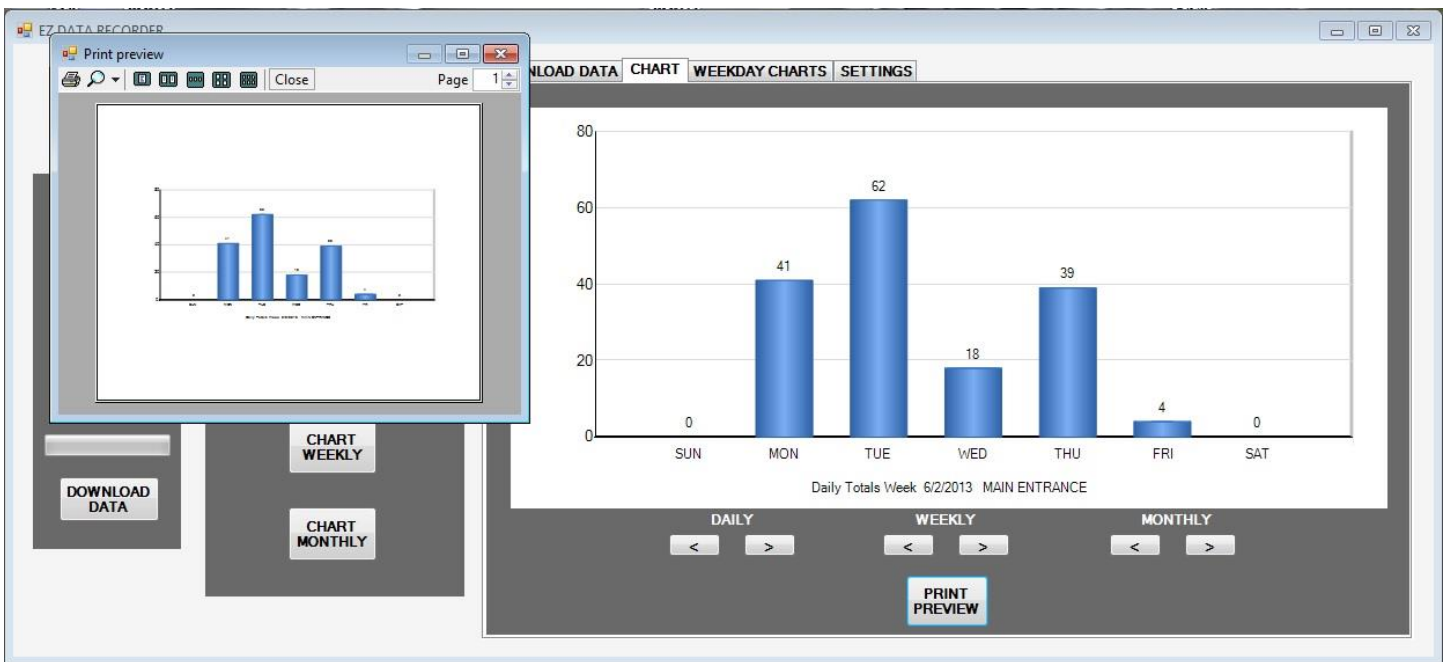 EZ DATA RECORDER
Print preview
Close
Page 1
NLOAD DATA CHART WEEKDAY CHARTS SETTINGS
80
60
40
20
0
0
41
62
18
39
4
0
SUN MON TUE WED THU FRI SAT
Daily Totals Week 6/2/2013 MAIN ENTRANCE
DAILY WEEKLY MONTHLY
< > < > < >
PRINT
PREVIEW
CHART
WEEKLY
CHART
MONTHLY
DOWNLOAD
DATA